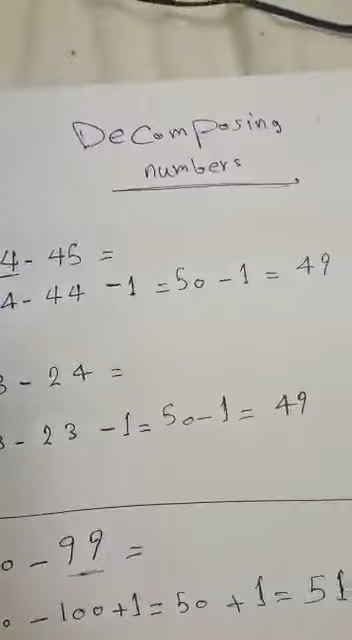 Decomposing
numbers
4 - 45 =
4 - 44 - 1 = 50 - 1 = 49
3 - 24 =
3 - 23 - 1 = 50 - 1 = 49
0 - 99 =
0 - 100 + 1 = 50 + 1 = 51